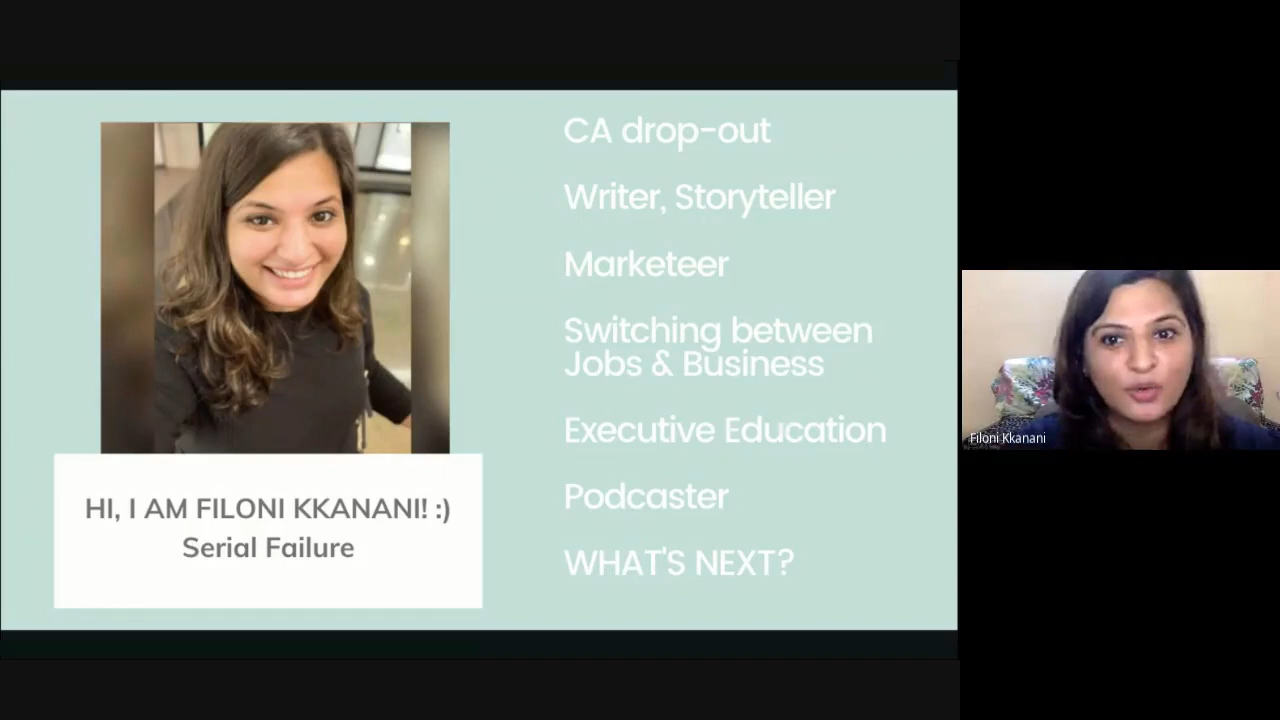 CA drop-out
Writer, Storyteller
Marketeer
Switching between
Jobs & Business
Executive Education
Podcaster
WHAT'S NEXT?
HI, I AM FILONI KKANANI! :)
Serial Failure
Filoni Kkanani